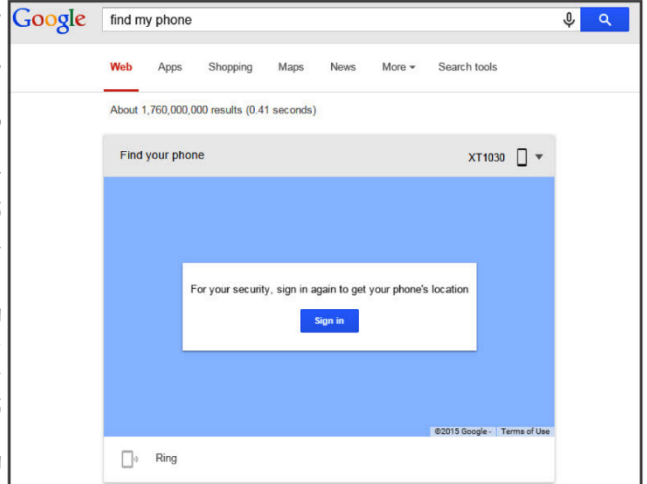 Google find my phone
Web Apps Shopping Maps News More Search tools
About 1,760,000,000 results (0.41 seconds)
Find your phone XT1030
For your security, sign in again to get your phone's location
Sign in
©2015 Google - Terms of Use
Ring